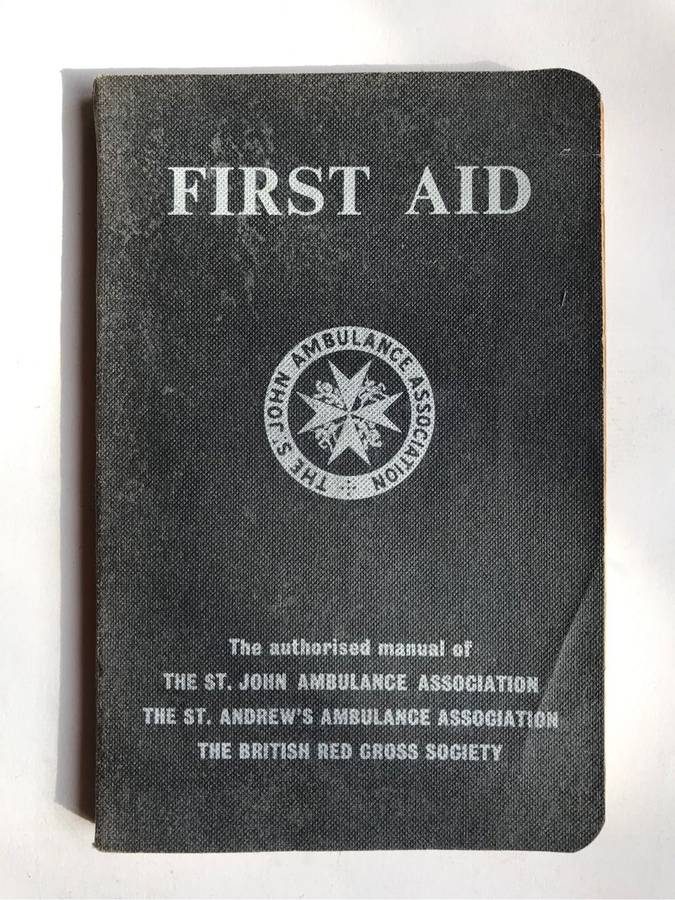 FIRST AID
THE ST. JOHN AMBULANCE ASSOCIATION
The authorised manual of
THE ST. JOHN AMBULANCE ASSOCIATION
THE ST. ANDREW'S AMBULANCE ASSOCIATION
THE BRITISH RED CROSS SOCIETY